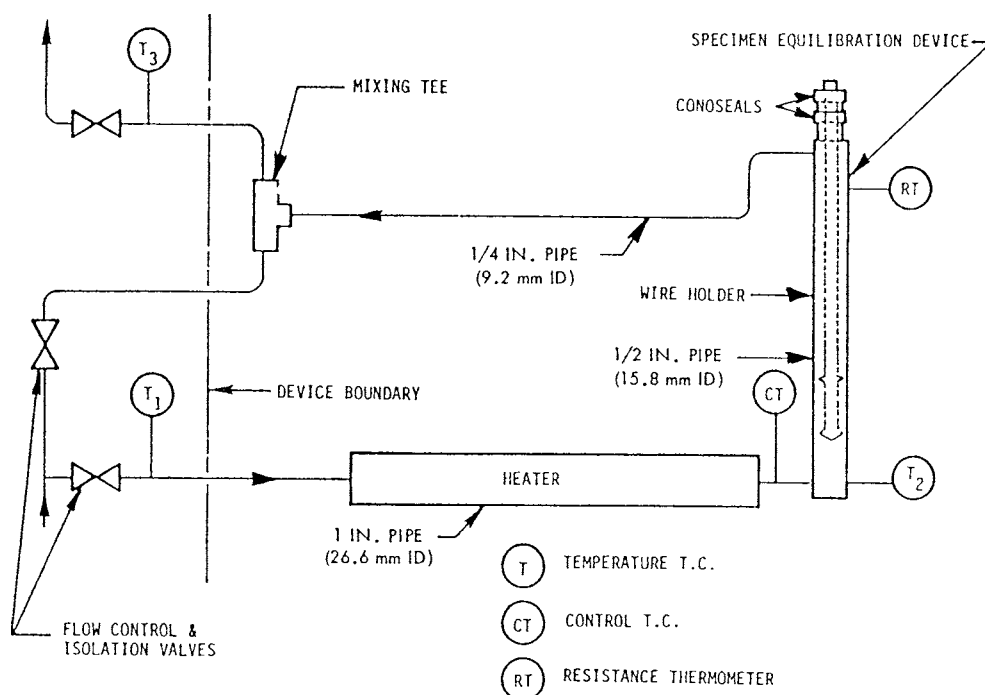 T3
SPECIMEN EQUILIBRATION DEVICE
MIXING TEE
CONOSEALS
RT
1/4 IN. PIPE
(9.2 mm ID)
WIRE HOLDER
1/2 IN. PIPE
(15.8 mm ID)
T1
DEVICE BOUNDARY
CT
HEATER
T2
1 IN. PIPE
(26.6 mm ID)
T TEMPERATURE T.C.
FLOW CONTROL &
ISOLATION VALVES
CT CONTROL T.C.
RT RESISTANCE THERMOMETER